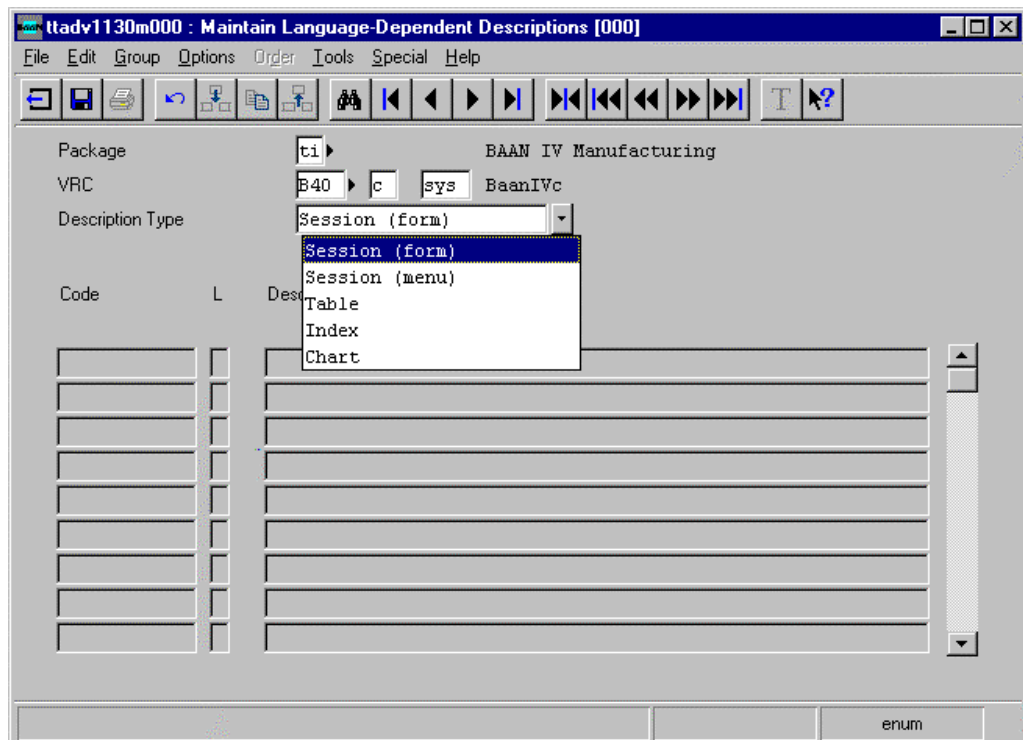 ttadv1130m000 : Maintain Language-Dependent Descriptions [000]
File Edit Group Options Order Tools Special Help
T ?
Package ti BAAN IV Manufacturing
VRC B40 c sys BaanIVc
Description Type Session (form)
Session (form)
Session (menu)
Code L Desc
Table
Index
Chart
enum